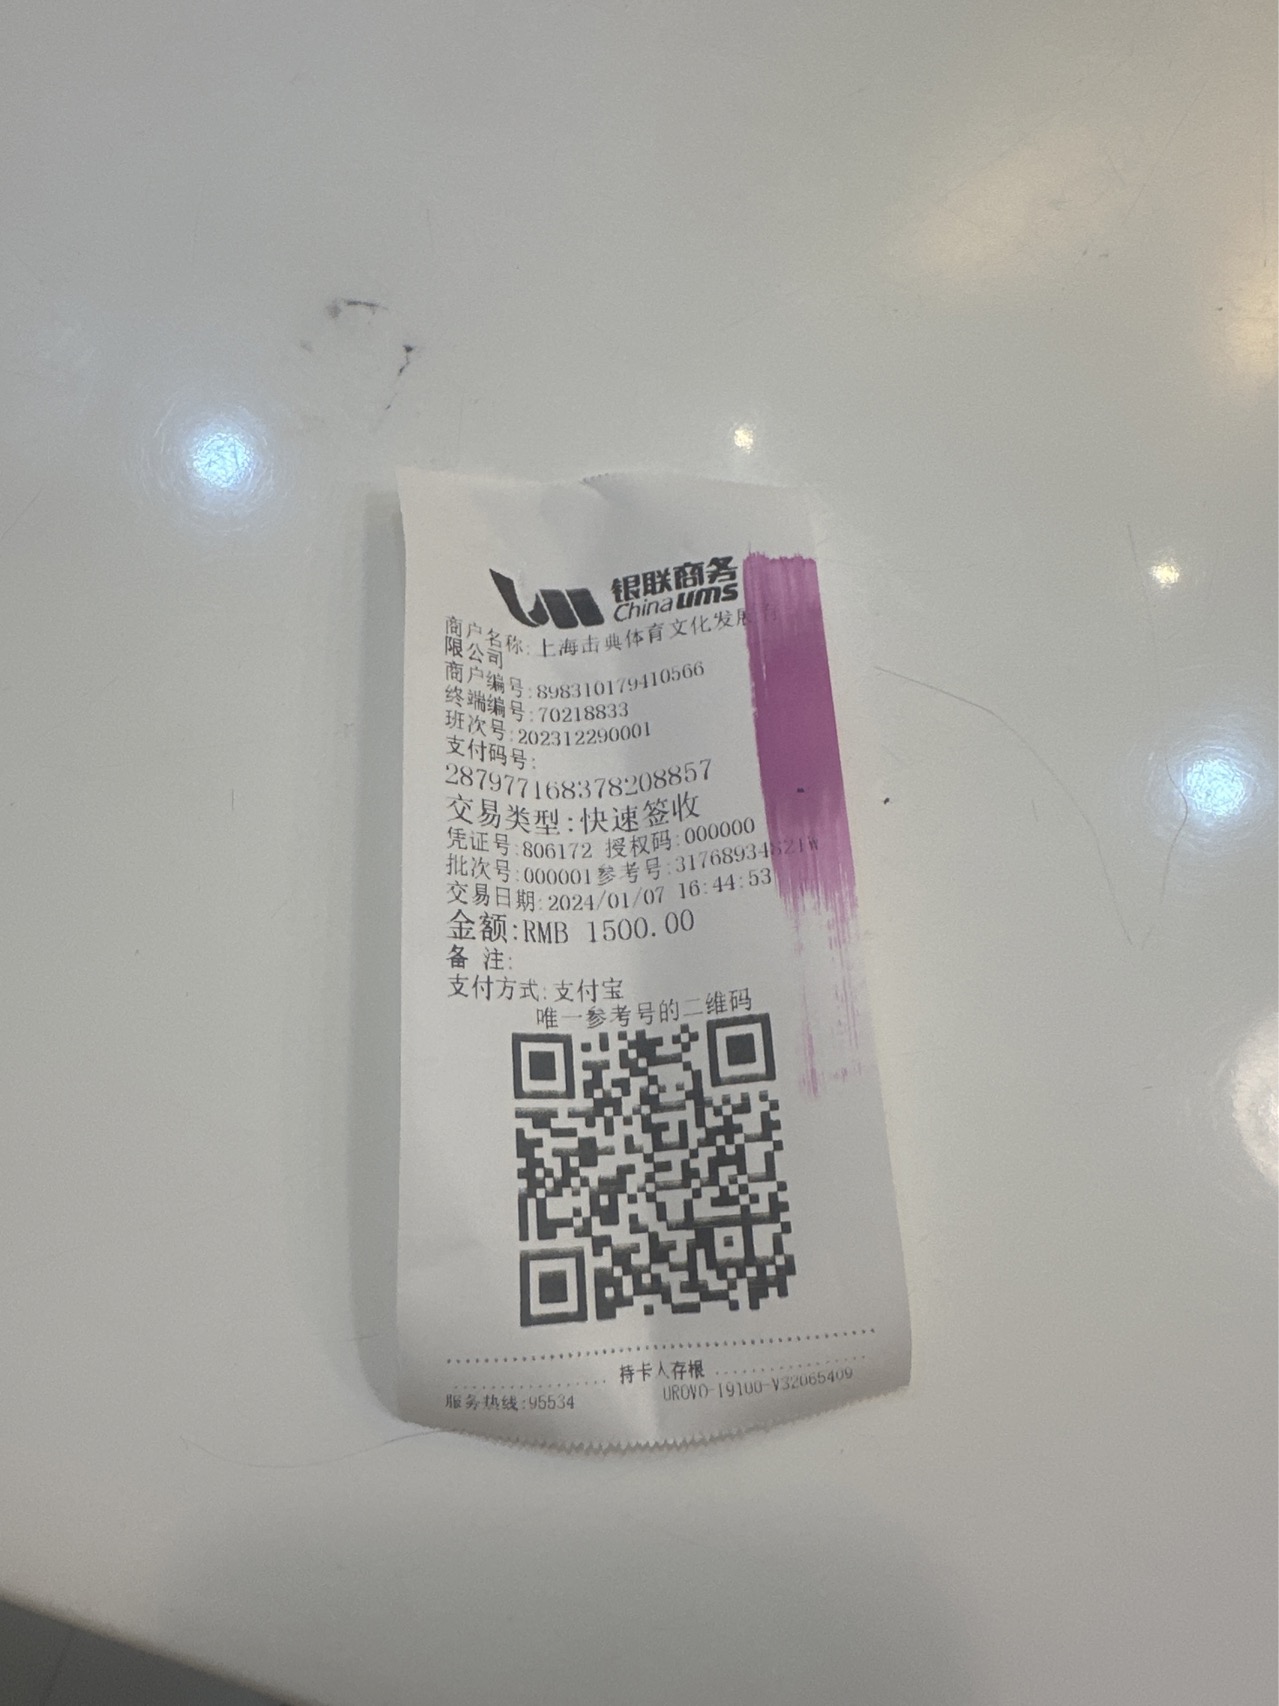 银联商务
China ums
商户名称:上海击典体育文化发展有
限公司
商户编号:898310179410566
终端编号:70218833
班次号:202312290001
支付码号:
287977168378208857
交易类型:快速签收
凭证号:806172 授权码:000000
批次号:000001参考号:31768934821W
交易日期:2024/01/07 16:44:53
金额:RMB 1500.00
备 注:
支付方式:支付宝
唯一参考号的二维码
持卡人存根
服务热线:95534 UROVO-I9100-V32065409